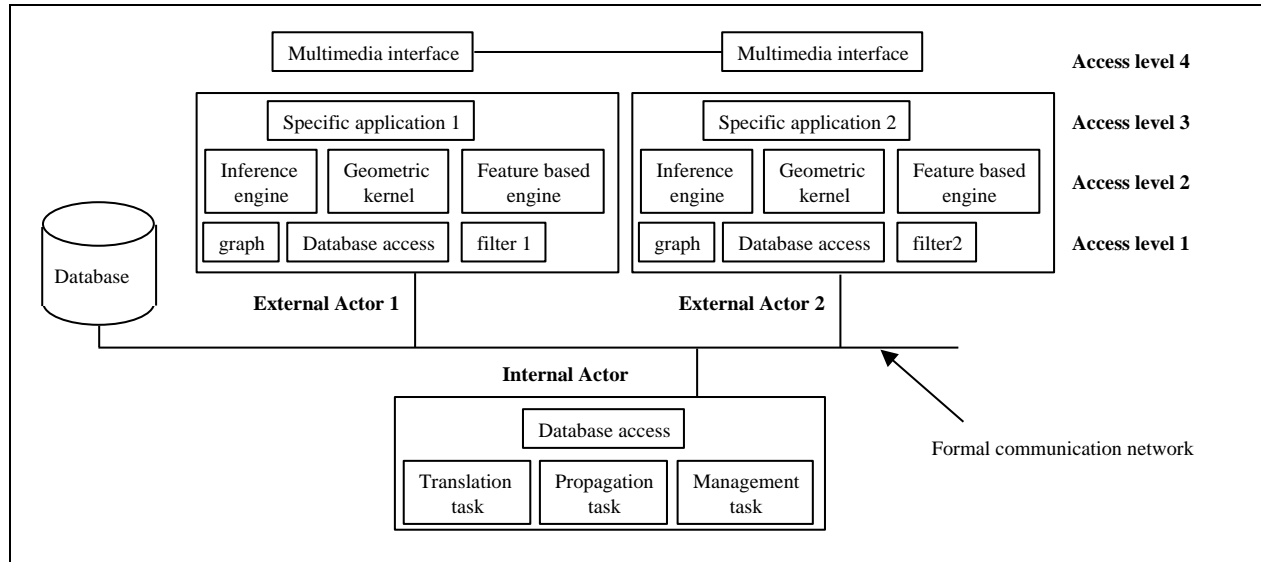 Multimedia interface
Multimedia interface
Access level 4
Specific application 1
Specific application 2
Access level 3
Inference
engine
Geometric
kernel
Feature based
engine
Inference
engine
Geometric
kernel
Feature based
engine
Access level 2
graph
Database access
filter 1
graph
Database access
filter2
Access level 1
Database
External Actor 1
External Actor 2
Internal Actor
Database access
Formal communication network
Translation
task
Propagation
task
Management
task